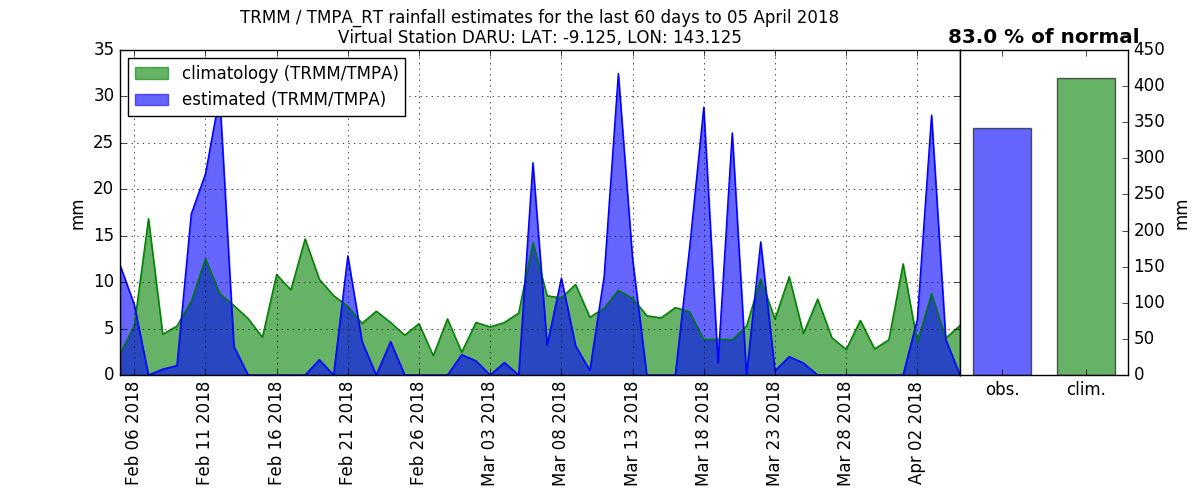 TRMM / TMPA_RT rainfall estimates for the last 60 days to 05 April 2018
Virtual Station DARU: LAT: -9.125, LON: 143.125
83.0 % of normal
climatology (TRMM/TMPA)
estimated (TRMM/TMPA)
35
30
25
20
15
10
5
0
mm
Feb 06 2018
Feb 11 2018
Feb 16 2018
Feb 21 2018
Feb 26 2018
Mar 03 2018
Mar 08 2018
Mar 13 2018
Mar 18 2018
Mar 23 2018
Mar 28 2018
Apr 02 2018
450
400
350
300
250
200
150
100
50
0
mm
obs.
clim.